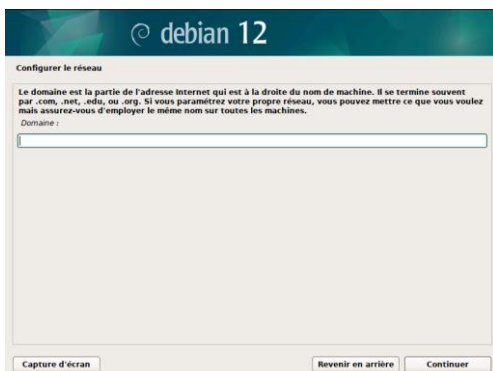 debian 12
Configurer le réseau
Le domaine est la partie de l'adresse Internet qui est à la droite du nom de machine. Il se termine souvent
par .com, .net, .edu, ou .org. Si vous paramétrez votre propre réseau, vous pouvez mettre ce que vous voulez
mais assurez-vous d'employer le même nom sur toutes les machines.
Domaine :
Capture d'écran
Revenir en arrière
Continuer